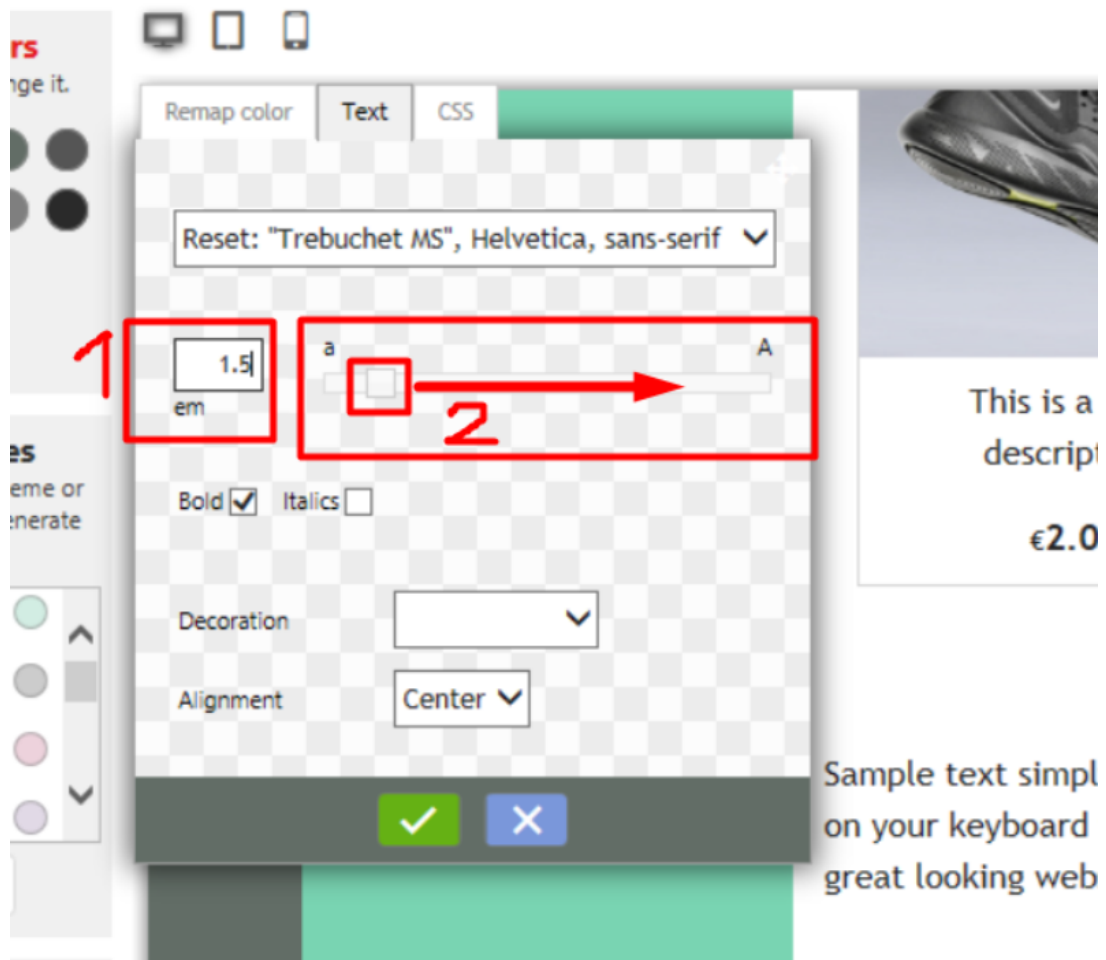 rs
nge it.
Remap color Text CSS
Reset: "Trebuchet MS", Helvetica, sans-serif
1
1.5
em
a A
2
This is a
descript
€2.0
es
eme or
enerate
Bold Italics
Decoration
Alignment Center
Sample text simpl
on your keyboard
great looking web